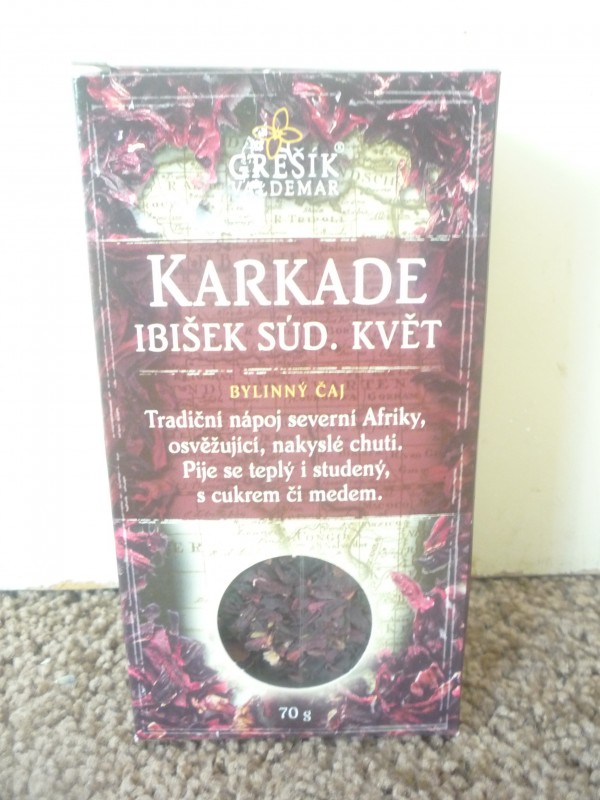 GREŠÍK®
VALDEMAR
KARKADE
IBIŠEK SÚD. KVĚT
BYLINNÝ ČAJ
Tradiční nápoj severní Afriky,
osvěžující, nakyslé chuti.
Pije se teplý i studený,
s cukrem či medem.
70 g